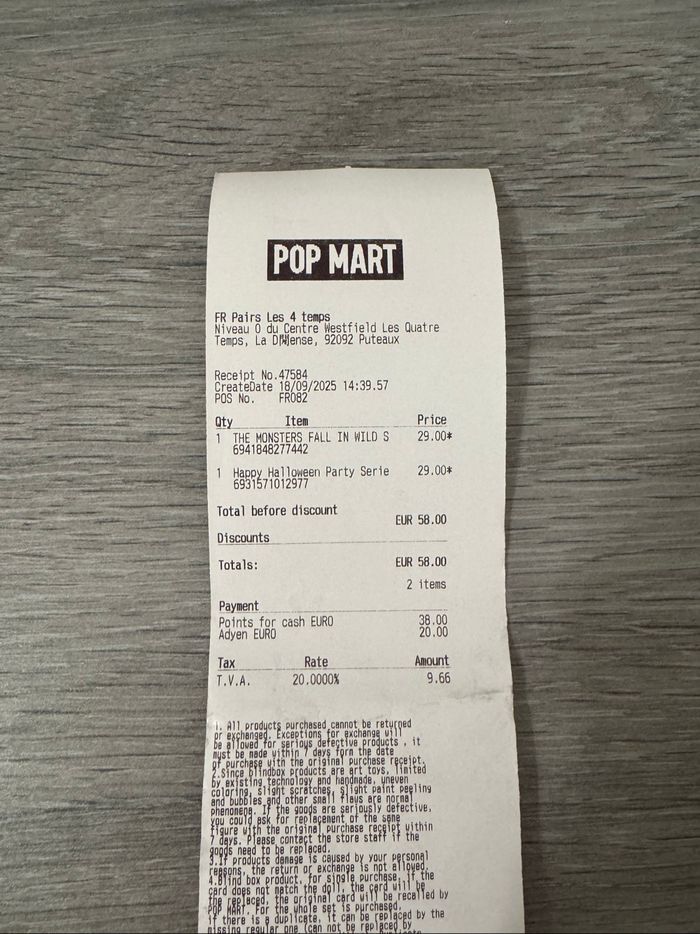 POP MART
FR Pairs Les 4 temps
Niveau 0 du Centre Westfield Les Quatre
Temps, La Dense, 92092 Puteaux
Receipt No.47584
CreateDate 18/09/2025 14:39.57
POS No. FR082
Qty Item Price
1 THE MONSTERS FALL IN WILD S 29.00*
6941848277442
1 Happy Halloween Party Serie 29.00*
6931571012977
Total before discount
EUR 58.00
Discounts
Totals: EUR 58.00
2 items
Payment
Points for cash EURO 38.00
Adyen EURO 20.00
Tax Rate Amount
T.V.A. 20.0000% 9.66
1. All products purchased cannot be returned
or exchanged. Exceptions for exchange will
be allowed for serious defective products , it
must be made within 7 days form the date
of purchase with the original purchase receipt.
2.Since blindbox products are art toys, limited
by existing technology and handmade, uneven
coloring, slight scratches, slight paint peeling
and bubbles and other small flaws are normal
phenomena. If the goods are seriously defective,
you could ask for replacement of the same
figure with the original purchase receipt within
7 days. Please contact the store staff if the
goods need to be replaced.
3.If products damage is caused by your personal
reasons, the return or exchange is not allowed.
4.Blind box product, for single purchase, if the
card does not match the doll, the card will be
replaced, the original card will be recalled by
POP MART. For the whole set is purchased,
if there is a duplicate, it can be replaced by the
missing regular one (can not be replaced by